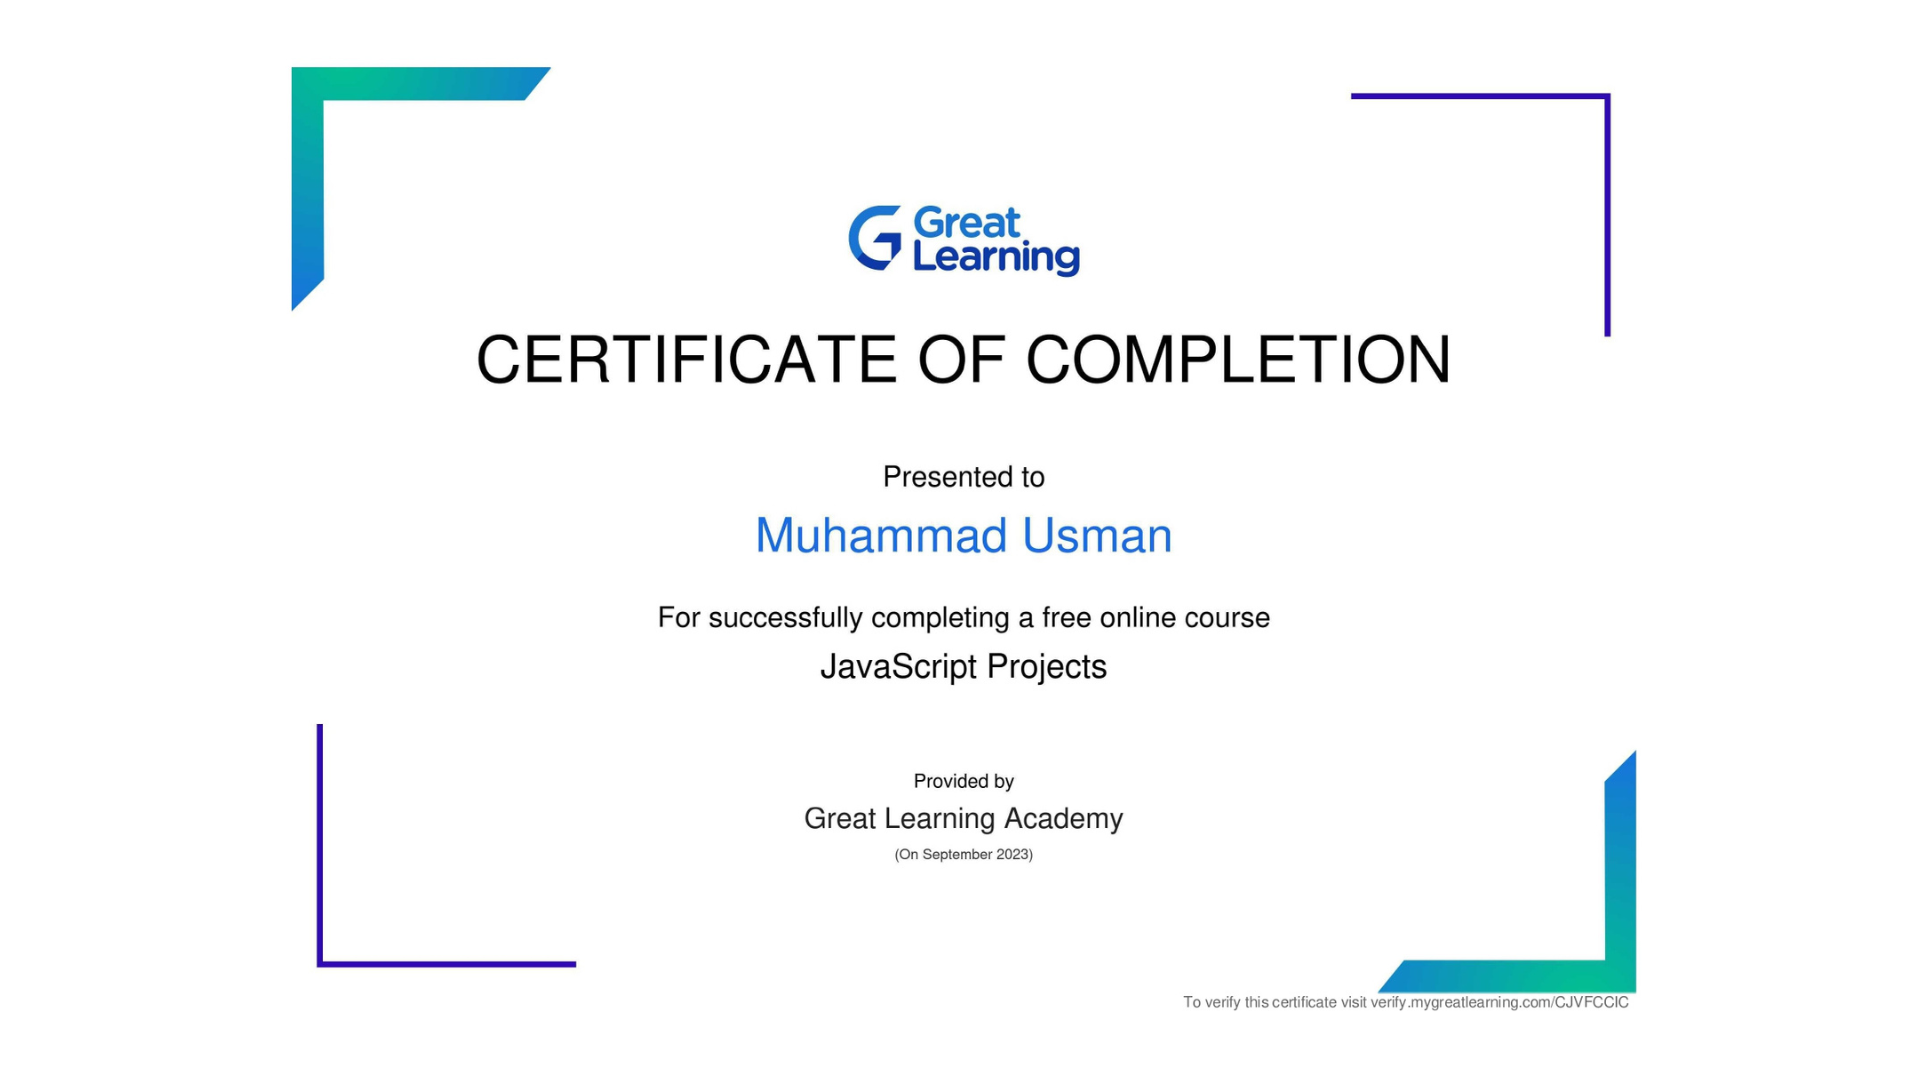 Great
Learning
CERTIFICATE OF COMPLETION
Presented to
Muhammad Usman
For successfully completing a free online course
JavaScript Projects
Provided by
Great Learning Academy
(On September 2023)
To verify this certificate visit verify.mygreatlearning.com/CJVFCCIC